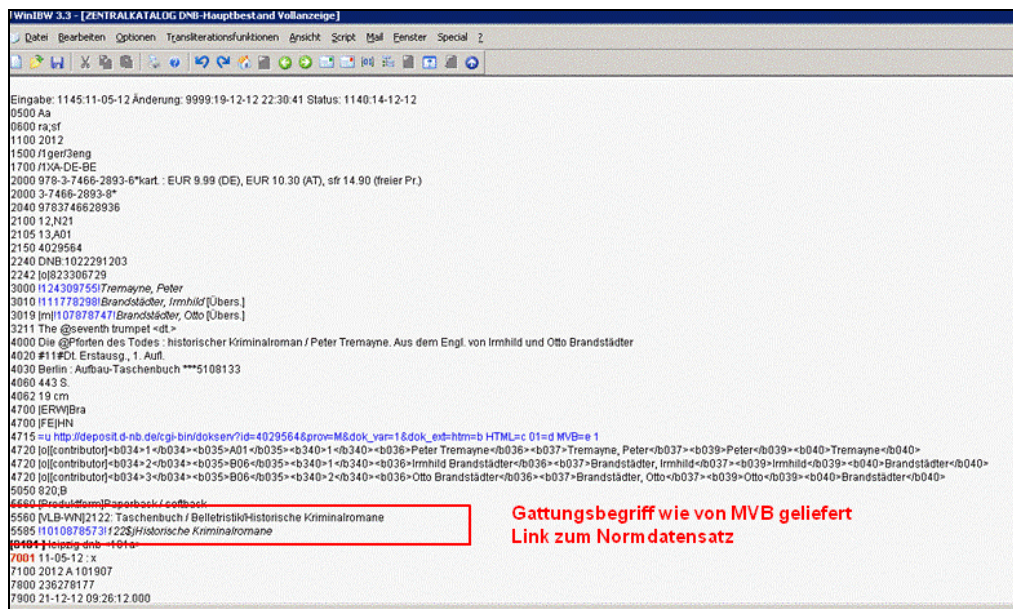 WinIBW 3.3 - [ZENTRALKATALOG DNB-Hauptbestand Vollanzeige]
Datei Bearbeiten Optionen Transliterationsfunktionen Ansicht Script Mail Fenster Special ?
Eingabe: 1145:11-05-12 Änderung: 9999:19-12-12 22:30:41 Status: 1140:14-12-12
0500 Aa
0600 ra;sf
1100 2012
1500 /1ger/3eng
1700 /1XA-DE-BE
2000 978-3-7466-2893-6*kart. : EUR 9.99 (DE), EUR 10.30 (AT), sfr 14.90 (freier Pr.)
2000 3-7466-2893-8*
2040 9783746628936
2100 12,N21
2105 13,A01
2150 4029564
2240 DNB:1022291203
2242 |o|823306729
3000 !124309755!Tremayne, Peter
3010 !111778298!Brandstädter, Irmhild [Übers.]
3019 |m|!107878747!Brandstädter, Otto [Übers.]
3211 The @seventh trumpet <dt.>
4000 Die @Pforten des Todes : historischer Kriminalroman / Peter Tremayne. Aus dem Engl. von Irmhild und Otto Brandstädter
4020 #11#Dt. Erstausg., 1. Aufl.
4030 Berlin : Aufbau-Taschenbuch ***5108133
4060 443 S.
4062 19 cm
4700 |ERW|Bra
4700 |FE|HN
4715 =u http://deposit.d-nb.de/cgi-bin/dokserv?id=4029564&prov=M&dok_var=1&dok_ext=htm=b HTML=c 01=d MVB=e 1
4720 |o|[contributor]<b034>1</b034><b035>A01</b035><b340>1</b340><b036>Peter Tremayne</b036><b037>Tremayne, Peter</b037><b039>Peter</b039><b040>Tremayne</b040>
4720 |o|[contributor]<b034>2</b034><b035>B06</b035><b340>1</b340><b036>Irmhild Brandstädter</b036><b037>Brandstädter, Irmhild</b037><b039>Irmhild</b039><b040>Brandstädter</b040>
4720 |o|[contributor]<b034>3</b034><b035>B06</b035><b340>2</b340><b036>Otto Brandstädter</b036><b037>Brandstädter, Otto</b037><b039>Otto</b039><b040>Brandstädter</b040>
5050 820;B
5560 [Produktform]Paperback / softback
5560 [VLB-WN]2122: Taschenbuch / Belletristik/Historische Kriminalromane
5585 !1010878573!f22$jHistorische Kriminalromane
[8101 ] leipzig dnb <101a>
7001 11-05-12 : x
7100 2012 A 101907
7800 236278177
7900 21-12-12 09:26:12.000
Gattungsbegriff wie von MVB geliefert
Link zum Normdatensatz